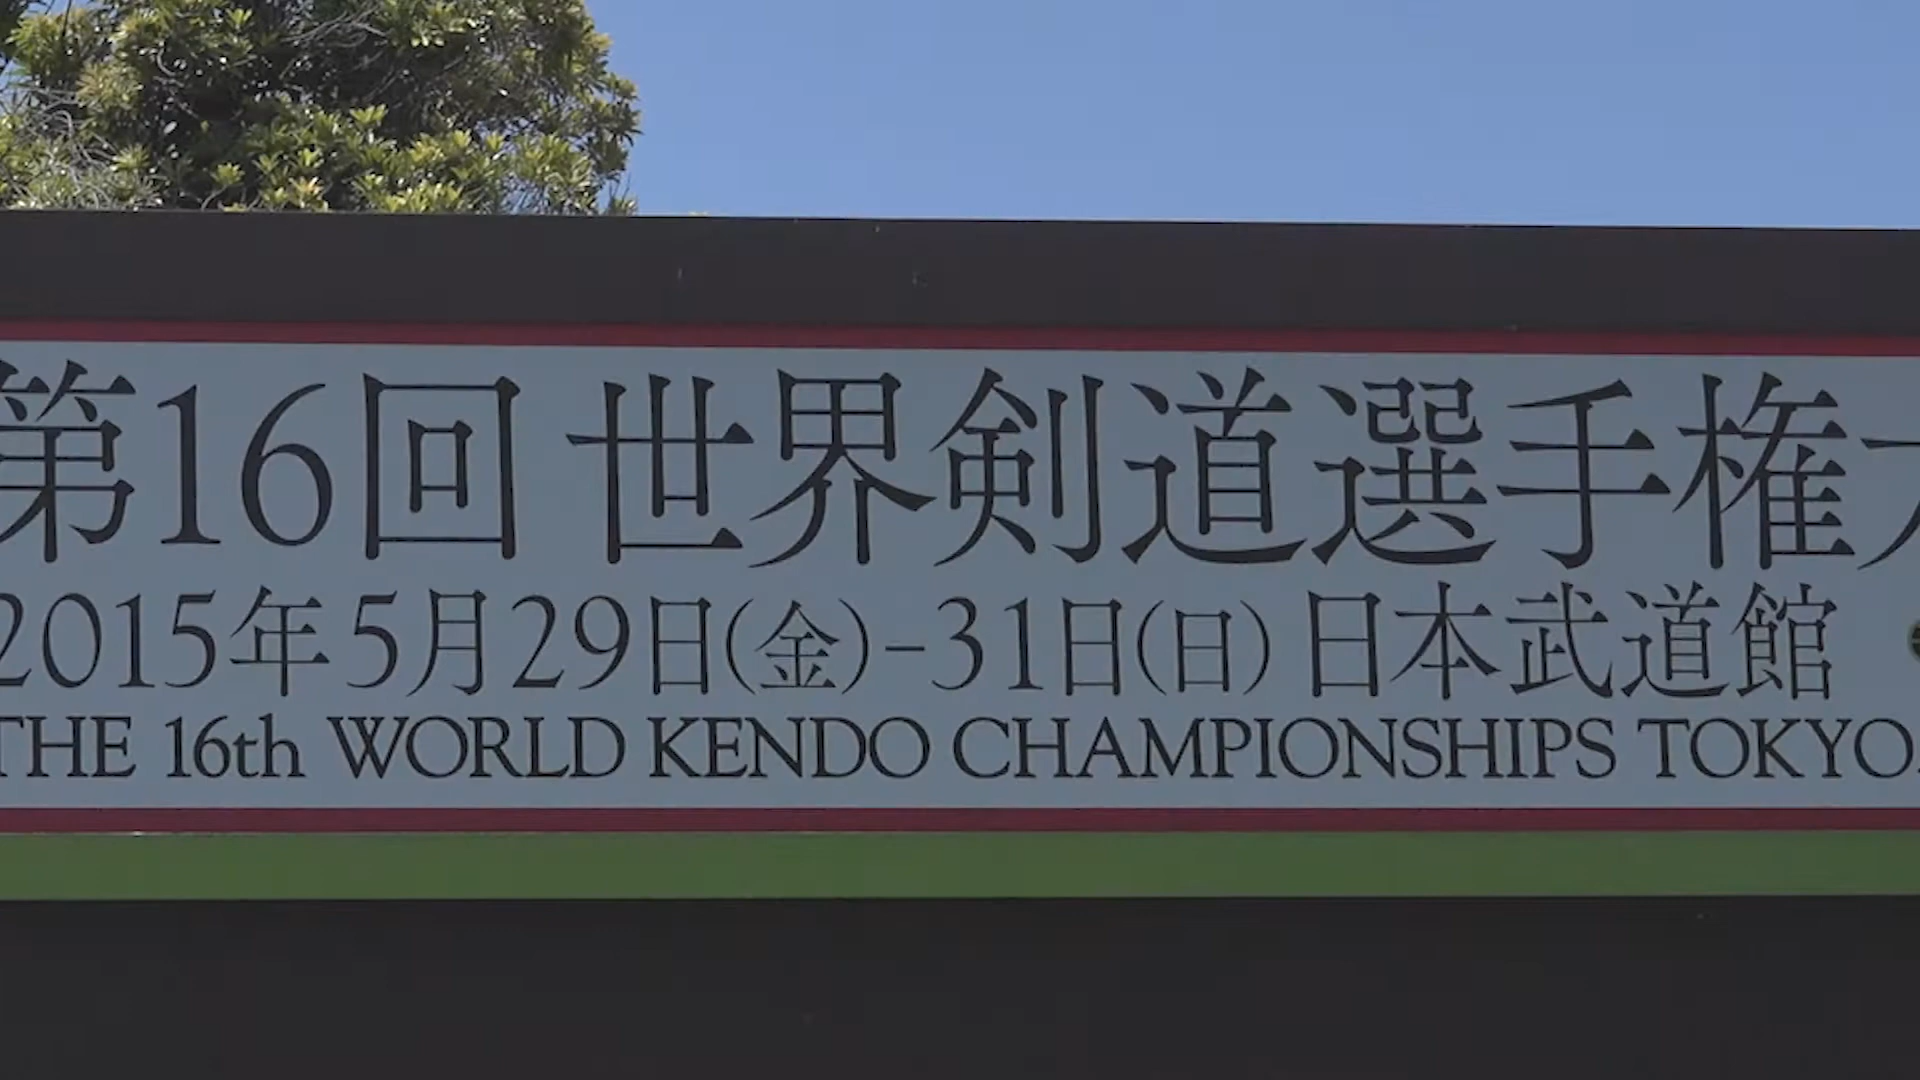 第16回 世界剣道選手権大
2015年5月29日(金)-31日(日) 日本武道館
THE 16th WORLD KENDO CHAMPIONSHIPS TOKYO